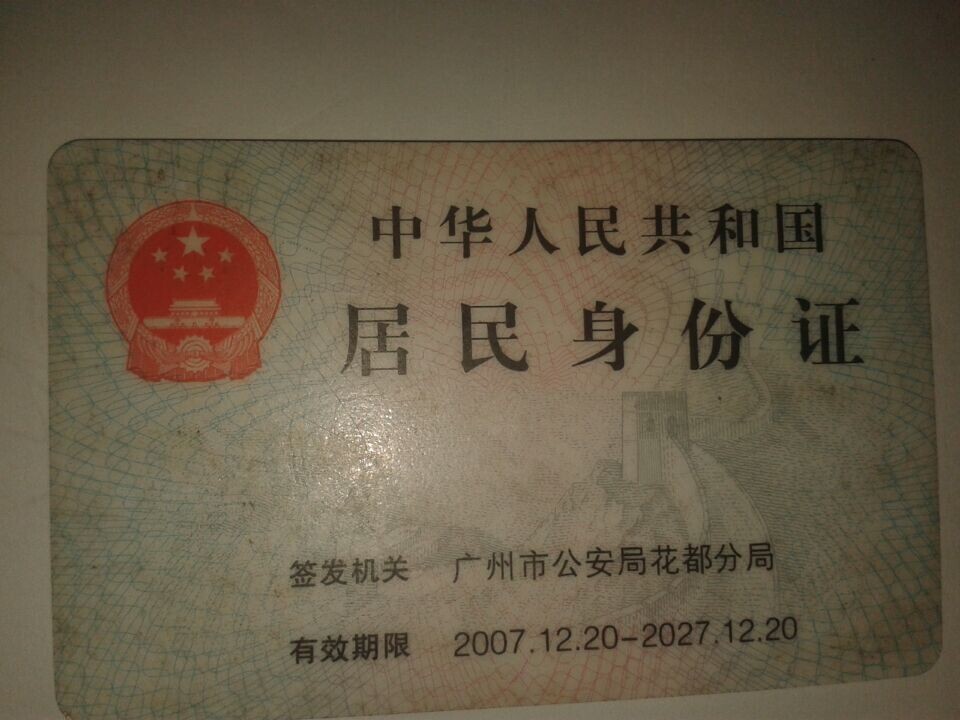 中华人民共和国
居民身份证
签发机关 广州市公安局花都分局
有效期限 2007.12.20-2027.12.20